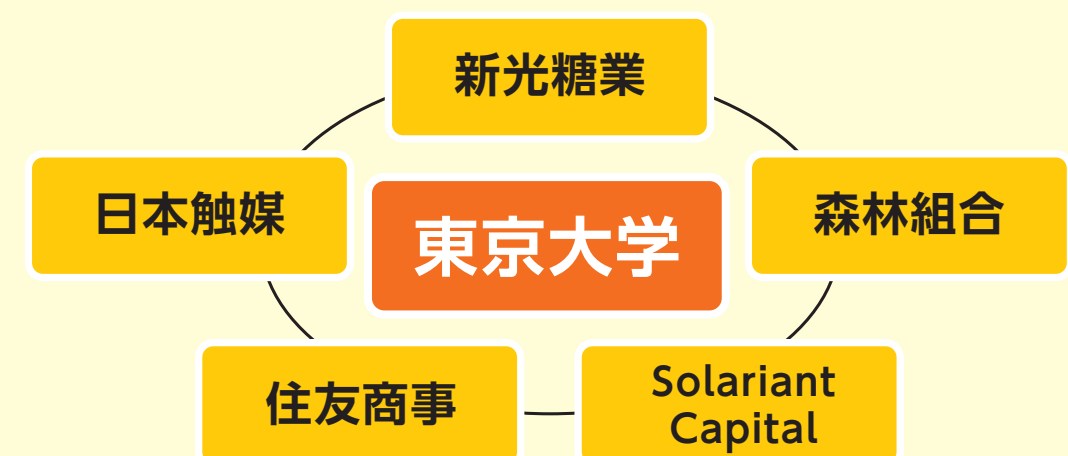 新光糖業
日本触媒
東京大学
森林組合
住友商事
Solariant
Capital